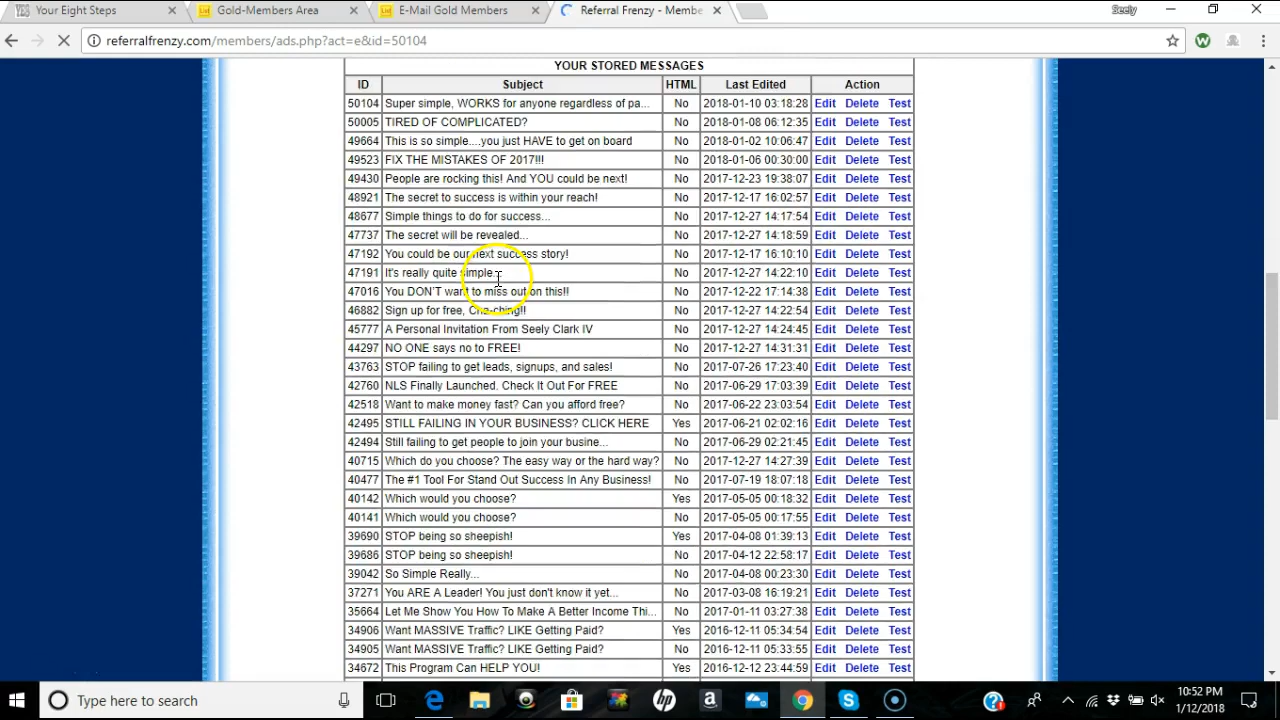 Your Eight Steps
Gold-Members Area
E-Mail Gold Members
Referral Frenzy - Membe
Seely
referralfrenzy.com/members/ads.php?act=e&id=50104
YOUR STORED MESSAGES
ID Subject HTML Last Edited Action
50104 Super simple, WORKS for anyone regardless of pa... No 2018-01-10 03:18:28 Edit Delete Test
50005 TIRED OF COMPLICATED? No 2018-01-08 06:12:35 Edit Delete Test
49664 This is so simple....you just HAVE to get on board No 2018-01-02 10:06:47 Edit Delete Test
49523 FIX THE MISTAKES OF 2017!!! No 2018-01-06 00:30:00 Edit Delete Test
49430 People are rocking this! And YOU could be next! No 2017-12-23 19:38:07 Edit Delete Test
48921 The secret to success is within your reach! No 2017-12-17 16:02:57 Edit Delete Test
48677 Simple things to do for success... No 2017-12-27 14:17:54 Edit Delete Test
47737 The secret will be revealed... No 2017-12-27 14:18:59 Edit Delete Test
47192 You could be our next success story! No 2017-12-17 16:10:10 Edit Delete Test
47191 It's really quite simple... No 2017-12-27 14:22:10 Edit Delete Test
47016 You DON'T want to miss out on this!! No 2017-12-22 17:14:38 Edit Delete Test
46882 Sign up for free, Cha-ching!! No 2017-12-27 14:22:54 Edit Delete Test
45777 A Personal Invitation From Seely Clark IV No 2017-12-27 14:24:45 Edit Delete Test
44297 NO ONE says no to FREE! No 2017-12-27 14:31:31 Edit Delete Test
43763 STOP failing to get leads, signups, and sales! No 2017-07-26 17:23:40 Edit Delete Test
42760 NLS Finally Launched. Check It Out For FREE No 2017-06-29 17:03:39 Edit Delete Test
42518 Want to make money fast? Can you afford free? No 2017-06-22 23:03:54 Edit Delete Test
42495 STILL FAILING IN YOUR BUSINESS? CLICK HERE Yes 2017-06-21 02:02:16 Edit Delete Test
42494 Still failing to get people to join your busine... No 2017-06-29 02:21:45 Edit Delete Test
40715 Which do you choose? The easy way or the hard way? No 2017-12-27 14:27:39 Edit Delete Test
40477 The #1 Tool For Stand Out Success In Any Business! No 2017-07-19 18:07:18 Edit Delete Test
40142 Which would you choose? Yes 2017-05-05 00:18:32 Edit Delete Test
40141 Which would you choose? No 2017-05-05 00:17:55 Edit Delete Test
39690 STOP being so sheepish! Yes 2017-04-08 01:39:13 Edit Delete Test
39686 STOP being so sheepish! No 2017-04-12 22:58:17 Edit Delete Test
39042 So Simple Really... No 2017-04-08 00:23:30 Edit Delete Test
37271 You ARE A Leader! You just don't know it yet... No 2017-03-08 16:19:21 Edit Delete Test
35664 Let Me Show You How To Make A Better Income Thi... No 2017-01-11 03:27:38 Edit Delete Test
34906 Want MASSIVE Traffic? LIKE Getting Paid? Yes 2016-12-11 05:34:54 Edit Delete Test
34905 Want MASSIVE Traffic? LIKE Getting Paid? No 2016-12-11 05:33:55 Edit Delete Test
34672 This Program Can HELP YOU! Yes 2016-12-12 23:44:59 Edit Delete Test
Type here to search
10:52 PM
1/12/2018